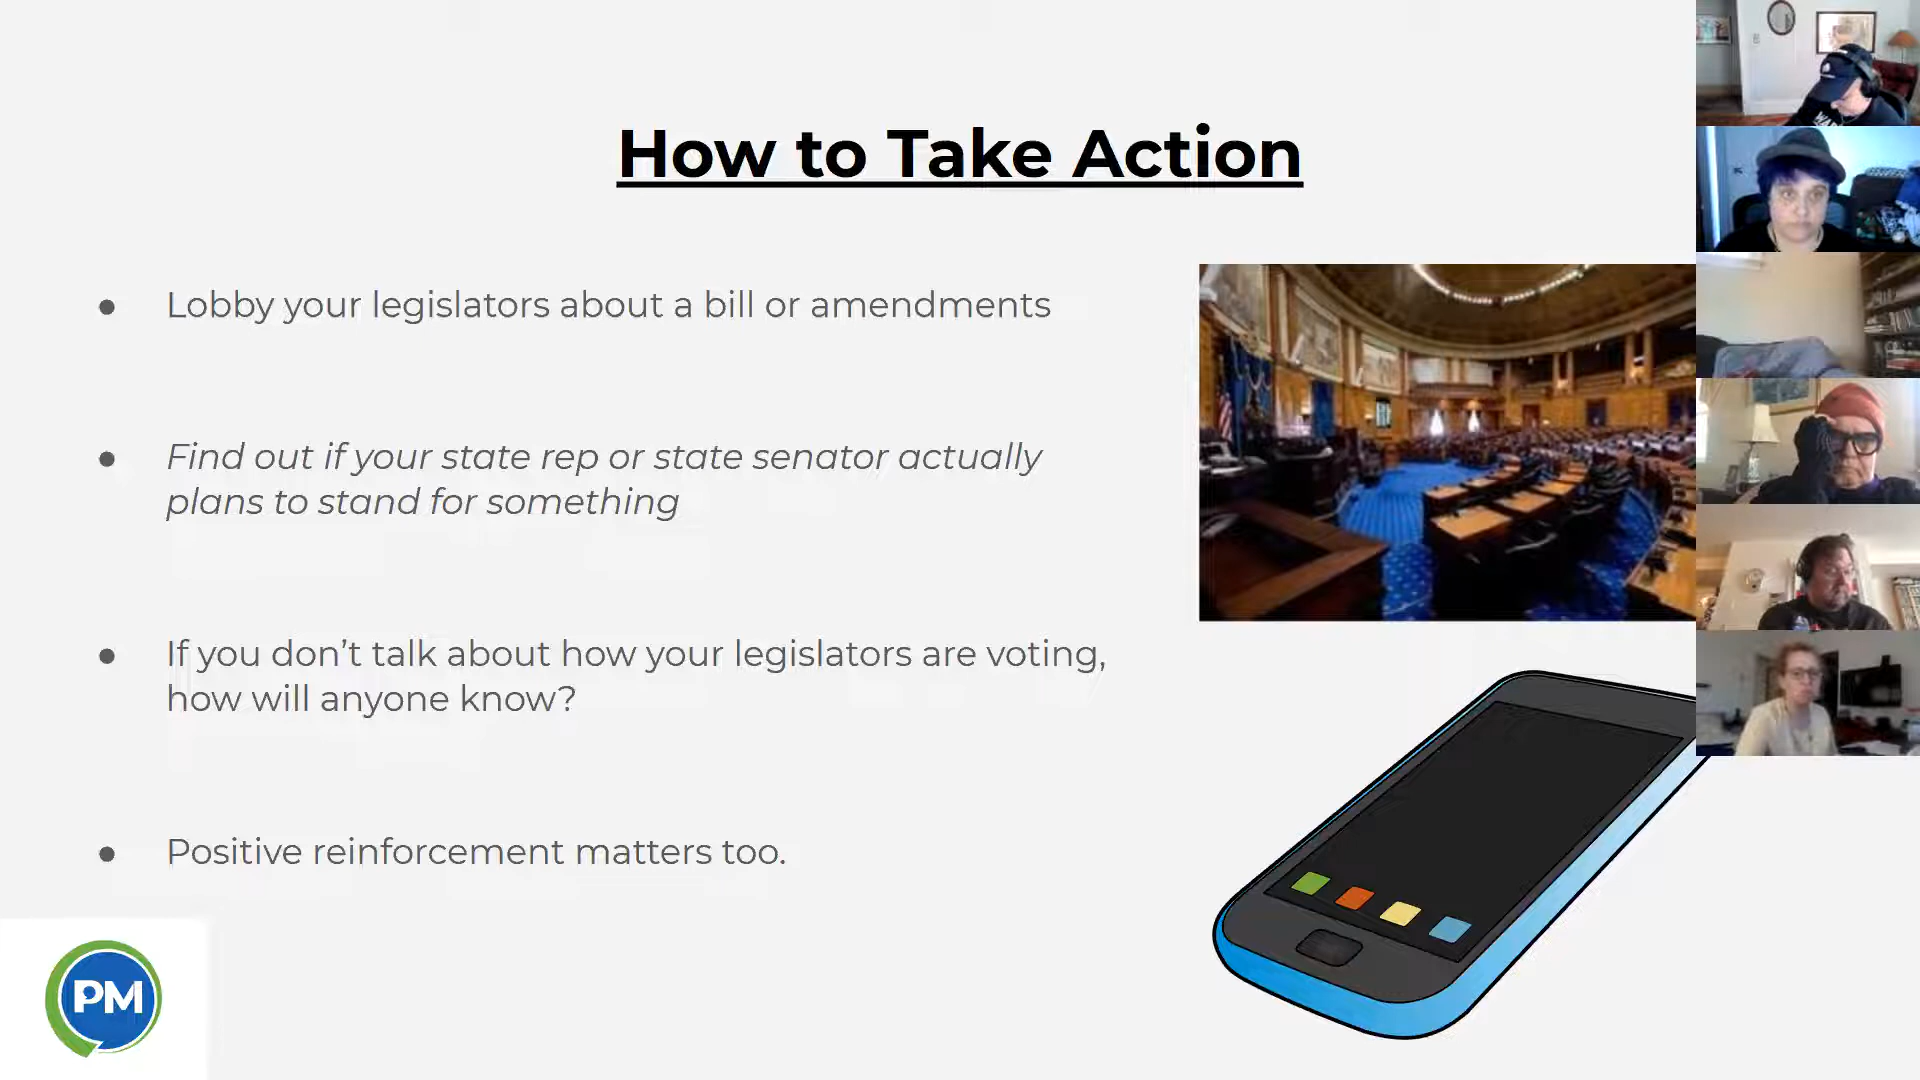 How to Take Action
● Lobby your legislators about a bill or amendments
● Find out if your state rep or state senator actually
plans to stand for something
● If you don’t talk about how your legislators are voting,
how will anyone know?
● Positive reinforcement matters too.
PM